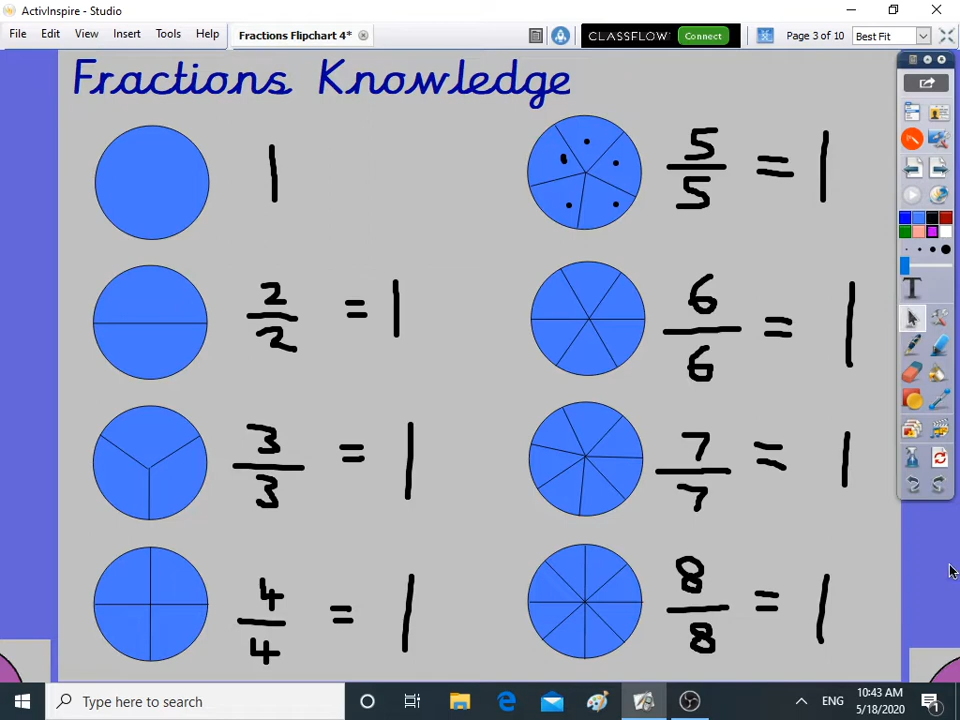 ActivInspire - Studio
File Edit View Insert Tools Help Fractions Flipchart 4* CLASSFLOW Connect Page 3 of 10 Best Fit
Fractions Knowledge
1
5/5 = 1
2/2 = 1
6/6 = 1
3/3 = 1
7/7 = 1
4/4 = 1
8/8 = 1
T
Type here to search
ENG
10:43 AM
5/18/2020
1